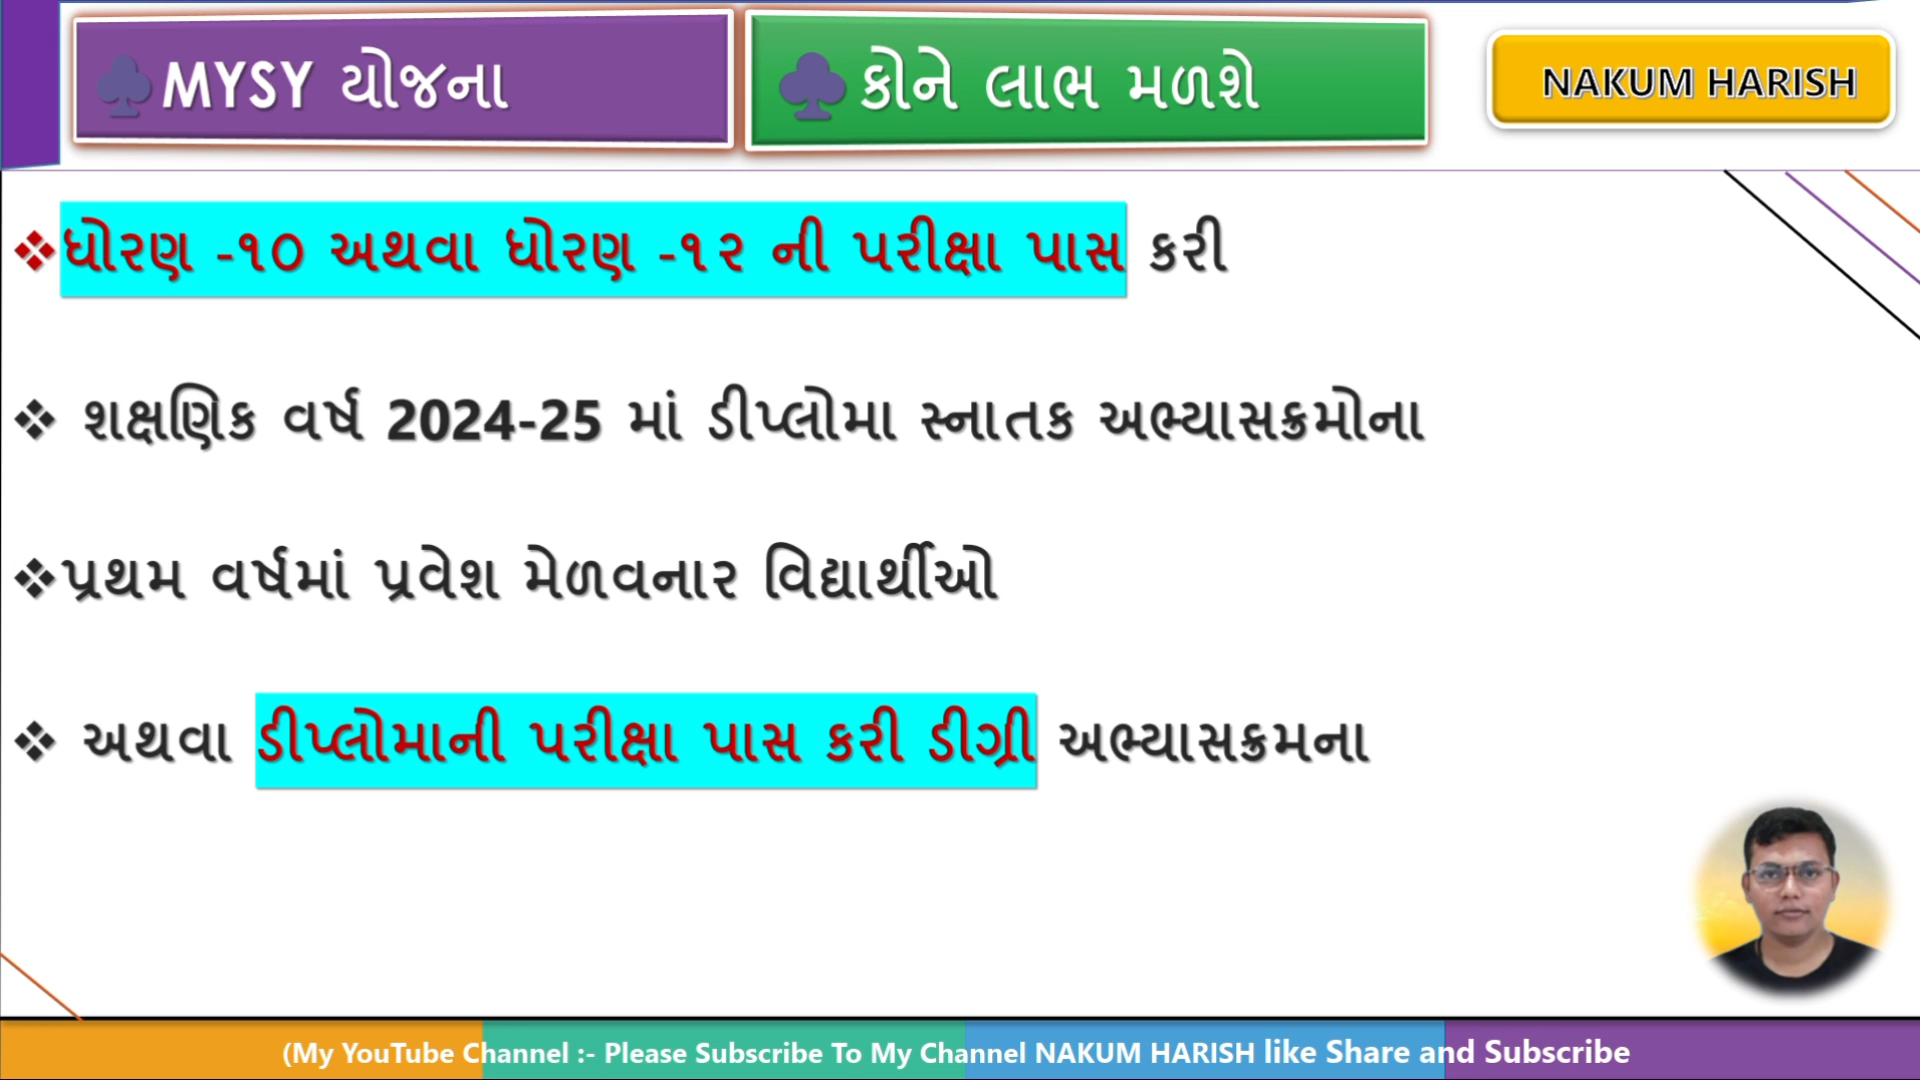 MYSY યોજના
કોને લાભ મળશે
NAKUM HARISH
ધોરણ -૧૦ અથવા ધોરણ -૧૨ ની પરીક્ષા પાસ કરી
શક્ષણિક વર્ષ 2024-25 માં ડીપ્લોમા સ્નાતક અભ્યાસક્રમોના
પ્રથમ વર્ષમાં પ્રવેશ મેળવનાર વિદ્યાર્થીઓ
અથવા ડીપ્લોમાની પરીક્ષા પાસ કરી ડીગ્રી અભ્યાસક્રમના
(My YouTube Channel :- Please Subscribe To My Channel NAKUM HARISH like Share and Subscribe